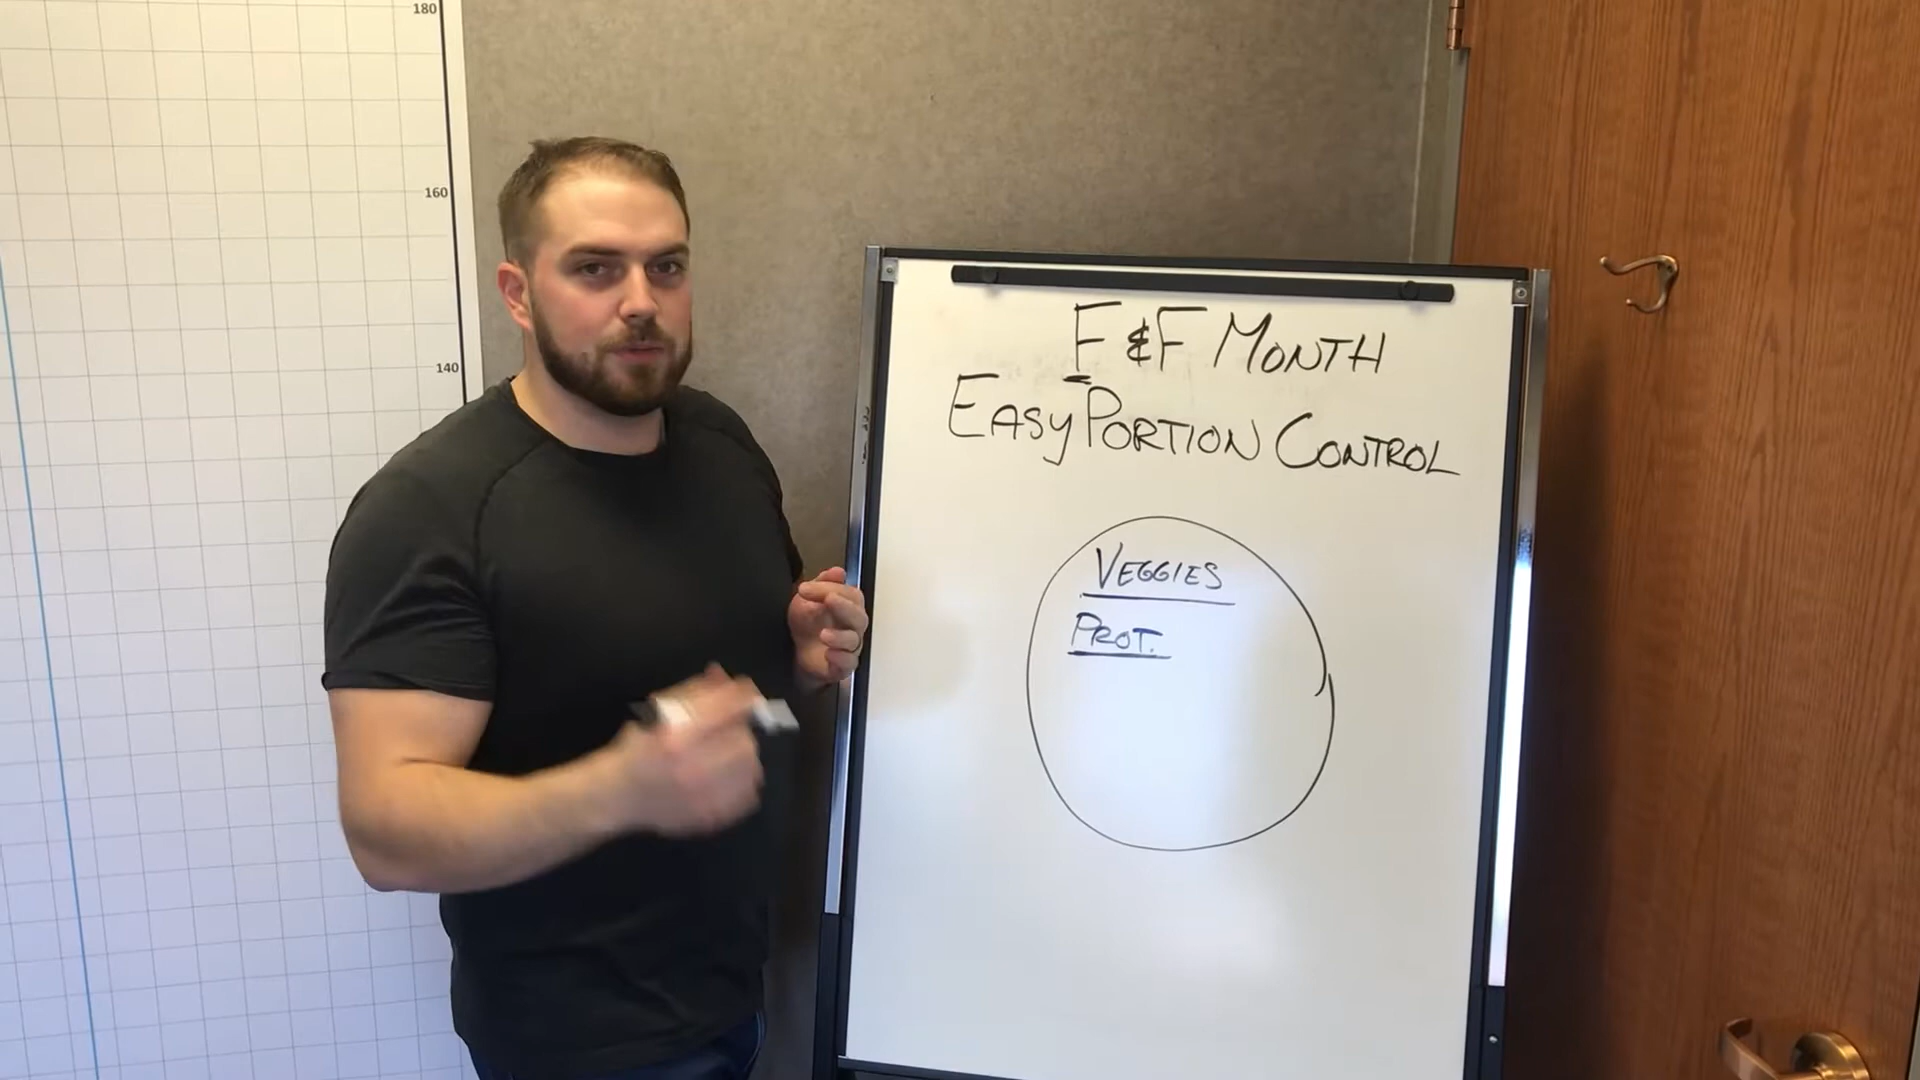 180
160
140
F & F MONTH
EASY PORTION CONTROL
VEGGIES
PROT.